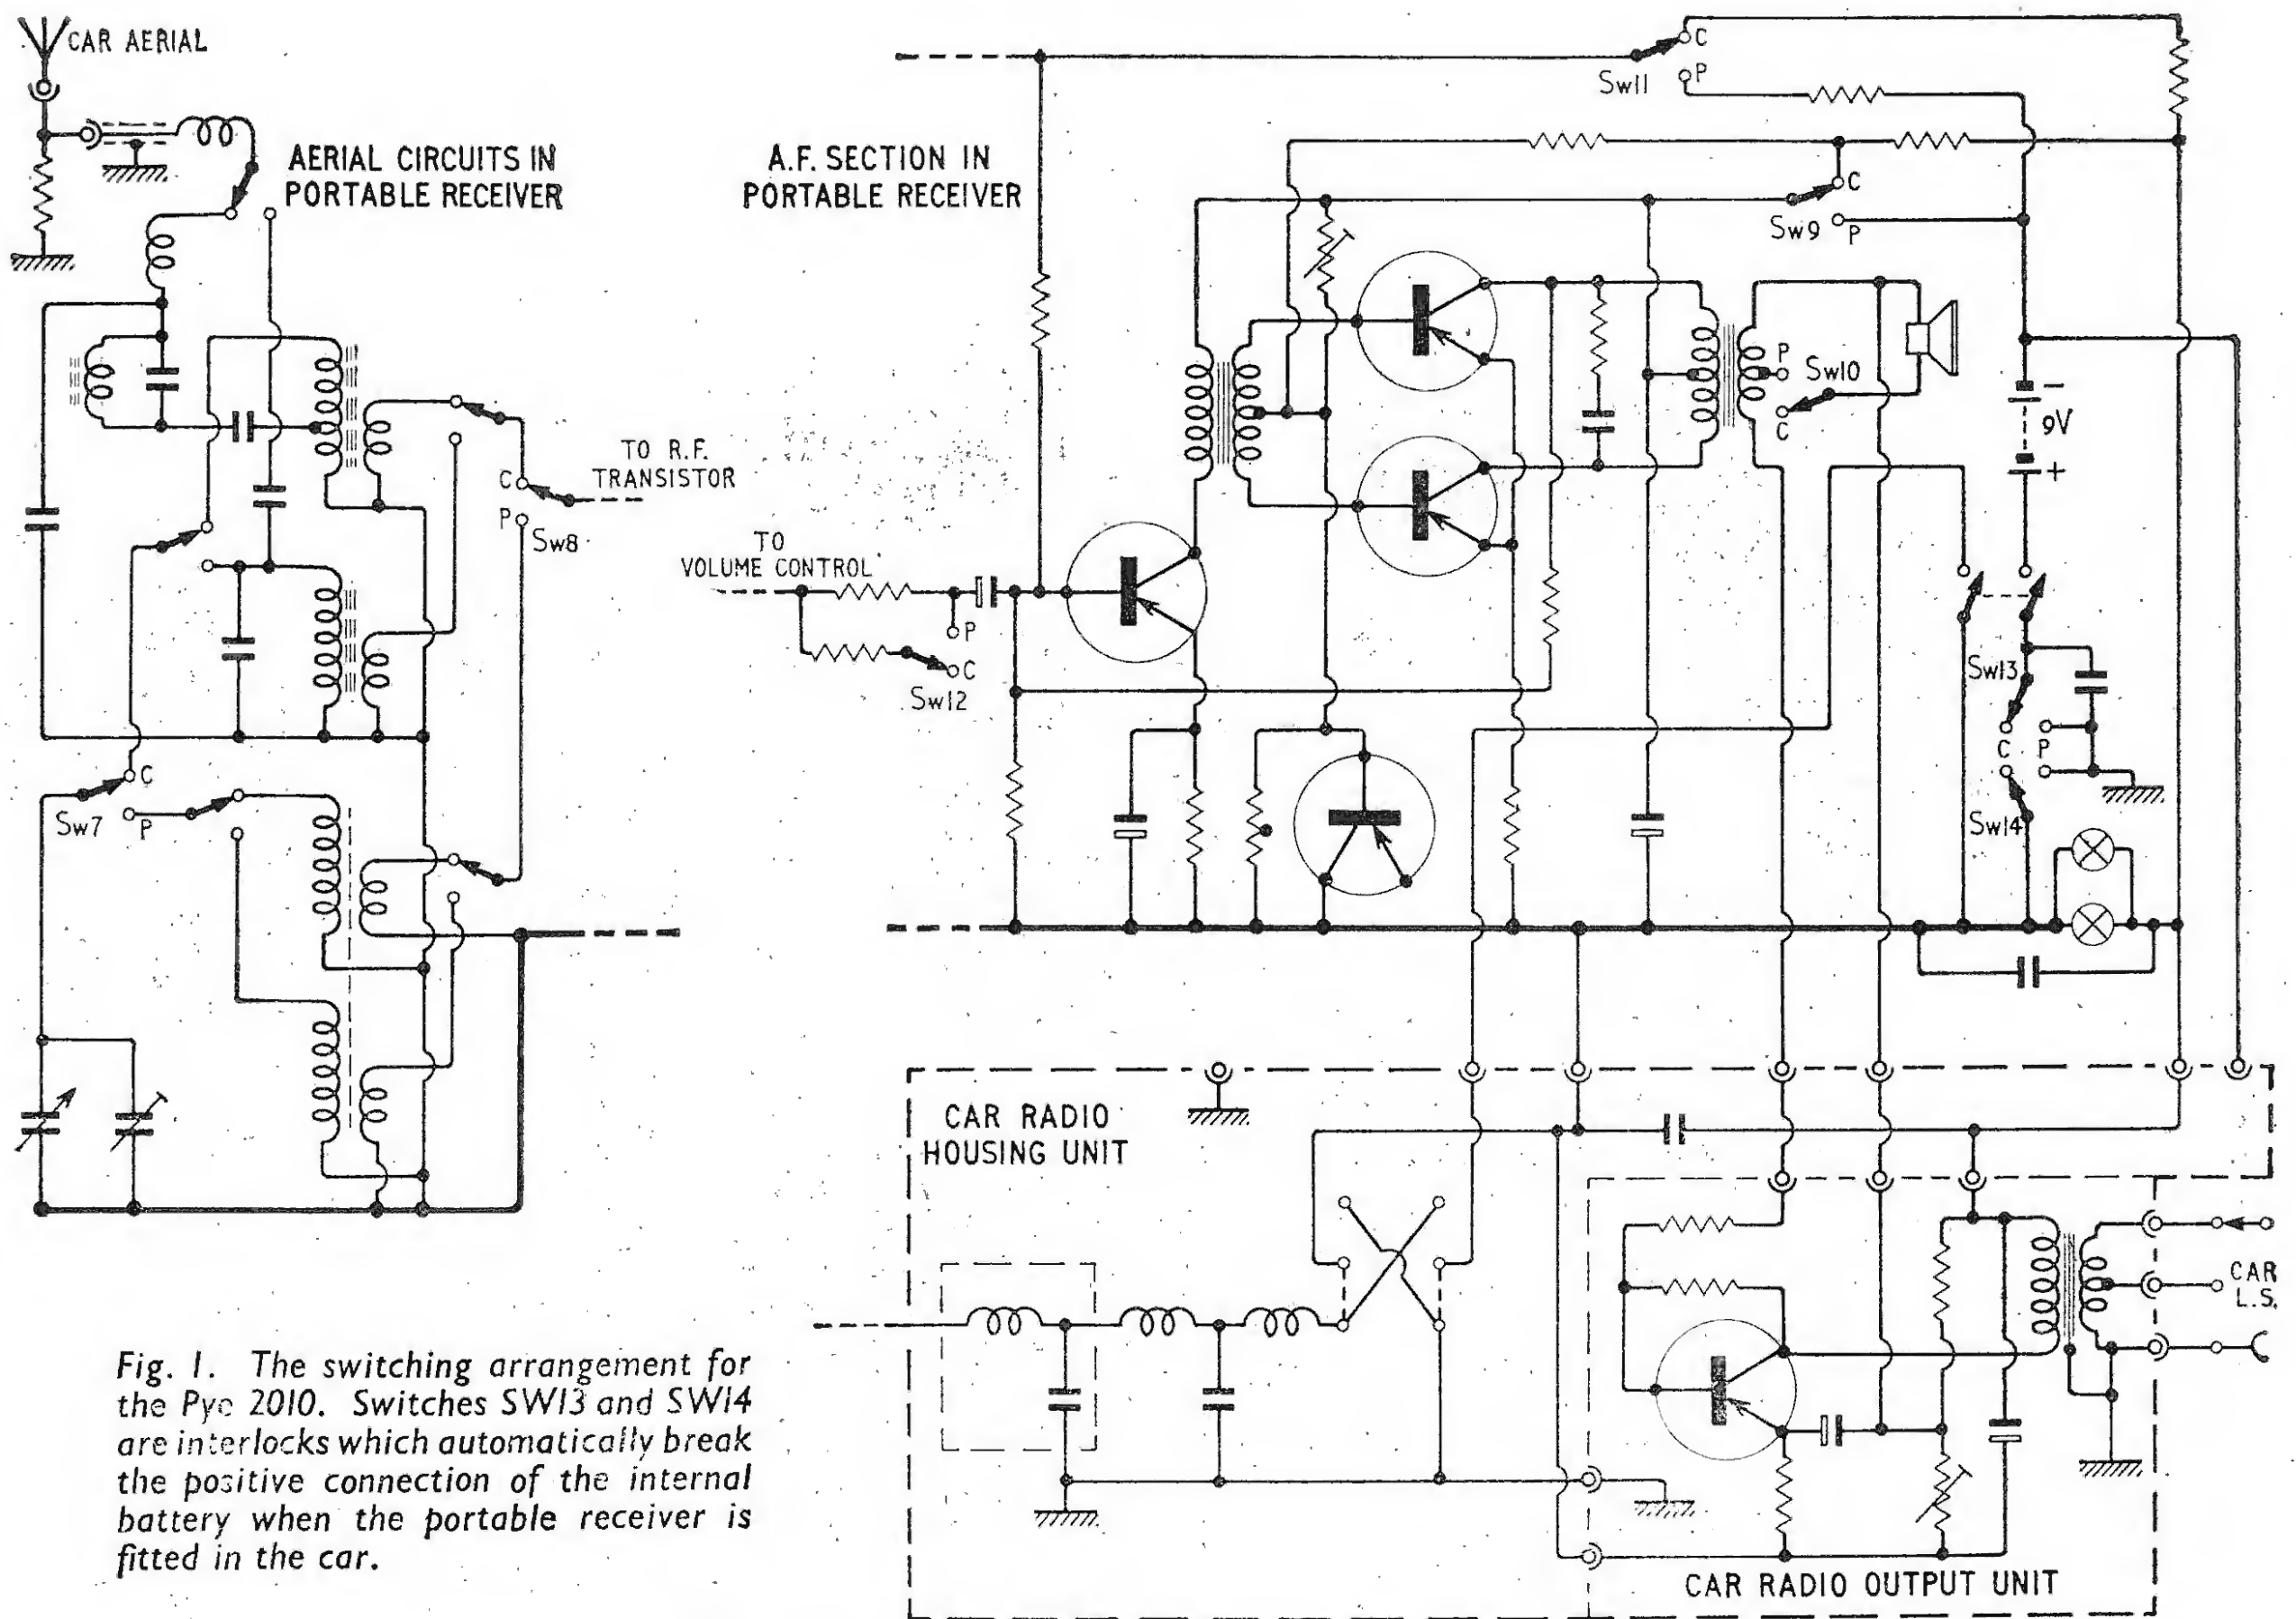 CAR AERIAL
AERIAL CIRCUITS IN
PORTABLE RECEIVER
A.F. SECTION IN
PORTABLE RECEIVER
C
P
Sw11
C
Sw9
P
P
Sw10
C
-
9V
+
TO R.F.
TRANSISTOR
C
P
Sw8
TO
VOLUME CONTROL
P
C
Sw12
Sw13
C
P
Sw14
C
Sw7
P
CAR RADIO
HOUSING UNIT
CAR
L.S.
CAR RADIO OUTPUT UNIT
Fig. 1. The switching arrangement for
the Pye 2010. Switches SW13 and SW14
are interlocks which automatically break
the positive connection of the internal
battery when the portable receiver is
fitted in the car.